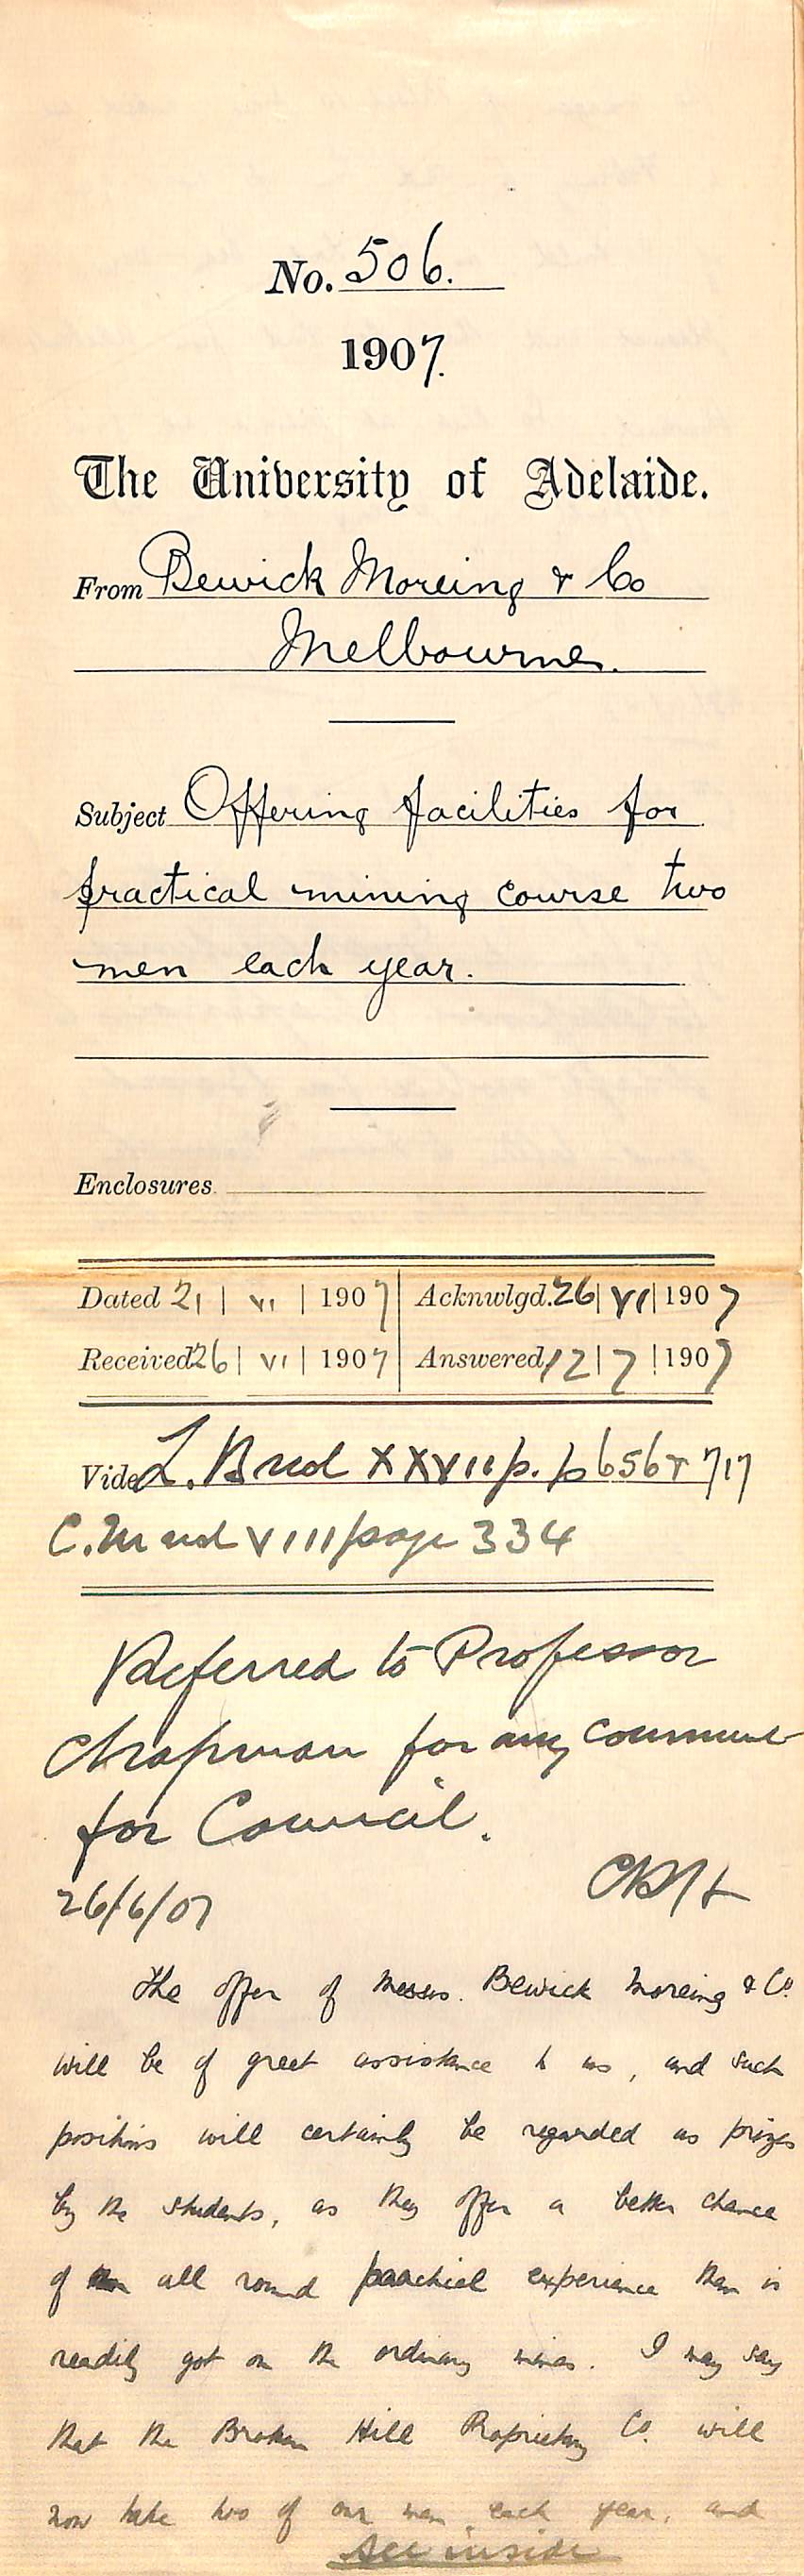 No. 506.
1907.
The University of Adelaide.
From Bewick Moreing & Co
Melbourne.
Subject Offering facilities for
practical mining course two
men each year.
Enclosures
Dated 21 | VI | 1907 Acknwlgd. 26 | VI | 1907
Received 26 | VI | 1907 Answered 12 | 7 | 1907
Vide L. B vol XXVII p. p 656 & 717
C. M vol VIII page 334
Referred to Professor
Chapman for any comment
for Council.
26/6/07
The offer of Messrs. Bewick Moreing & Co.
will be of great assistance to us, and such
positions will certainly be regarded as prizes
by the students, as they offer a better chance
of all round practical experience than is
readily got on the ordinary mines. I may say
that the Broken Hill Proprietary Co. will
now take two of our men each year, and
See inside